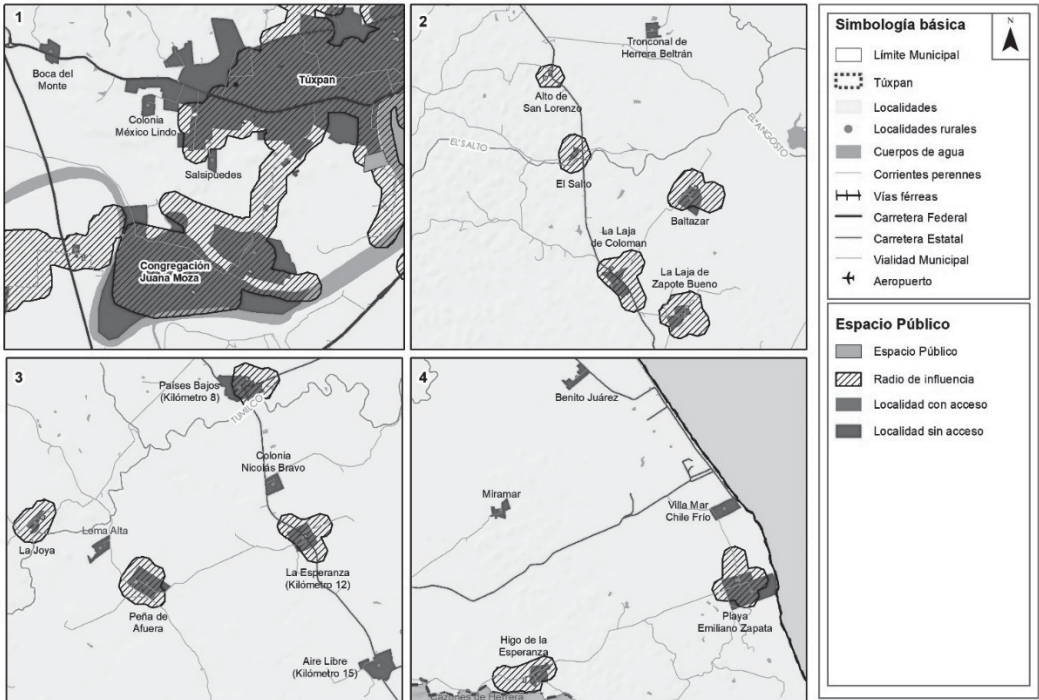 1
Boca del
Monte
Colonia
México Lindo
Túxpan
Salsipuedes
Congregación
Juana Moza
2
Tronconal de
Herrera Beltrán
Alto de
San Lorenzo
EL SALTO
EL ANGOSTO
El Salto
Baltazar
La Laja
de Coloman
La Laja de
Zapote Bueno
3
Países Bajos
(Kilómetro 8)
TUMILCO
Colonia
Nicolás Bravo
Loma Alta
La Joya
La Esperanza
(Kilómetro 12)
Peña de
Afuera
Aire Libre
(Kilómetro 15)
4
Benito Juárez
Miramar
Villa Mar
Chile Frío
Playa
Emiliano Zapata
Higo de la
Esperanza
Cazones de Herrera
Simbología básica
N
Límite Municipal
Túxpan
Localidades
Localidades rurales
Cuerpos de agua
Corrientes perennes
Vías férreas
Carretera Federal
Carretera Estatal
Vialidad Municipal
Aeropuerto
Espacio Público
Espacio Público
Radio de influencia
Localidad con acceso
Localidad sin acceso